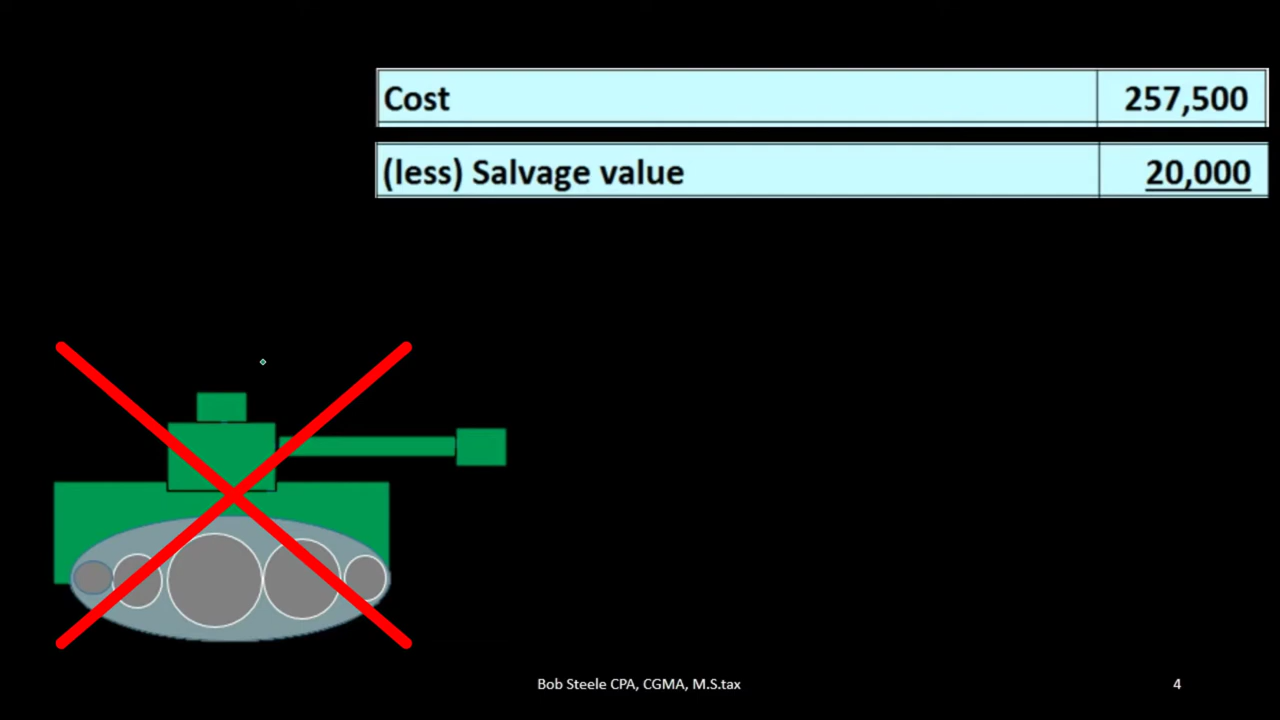 Cost 257,500
(less) Salvage value 20,000
Bob Steele CPA, CGMA, M.S.tax 4